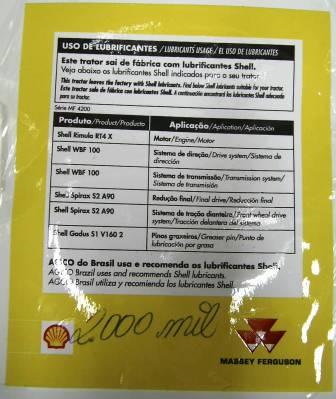 USO DE LUBRIFICANTES / LUBRICANTS USAGE / EL USO DE LUBRICANTES
Este trator sai de fábrica com lubrificantes Shell.
Veja abaixo os lubrificantes Shell indicados para o seu trator.
This tractor leaves the factory with Shell lubricants. Find below Shell lubricants suitable for your tractor.
Este tractor sale de fábrica con lubricantes Shell. A continuación encontrará los lubricantes Shell adecuados
para su tractor.
Série MF 4200
Produto/Product/Producto Aplicação/Aplication/Aplicación
Shell Rimula RT4 X Motor/Engine/Motor
Shell WBF 100 Sistema de direção/Drive system/Sistema de
dirección
Shell WBF 100 Sistema de transmissão/Transmission system/
Sistema de transmisión
Shell Spirax S2 A90 Redução final/Final drive/Reducción final
Shell Spirax S2 A90 Sistema de tração dianteira/Front wheel drive
system/Tracción delantera del sistema
Shell Gadus S1 V160 2 Pinos graxeiros/Greaser pin/Punto de
lubricación por grasa
AGCO do Brasil usa e recomenda os lubrificantes Shell.
AGCO Brazil uses and recommends Shell lubricants.
AGCO Brasil utiliza y recomienda los lubricantes Shell.
2.000 mil
MASSEY FERGUSON